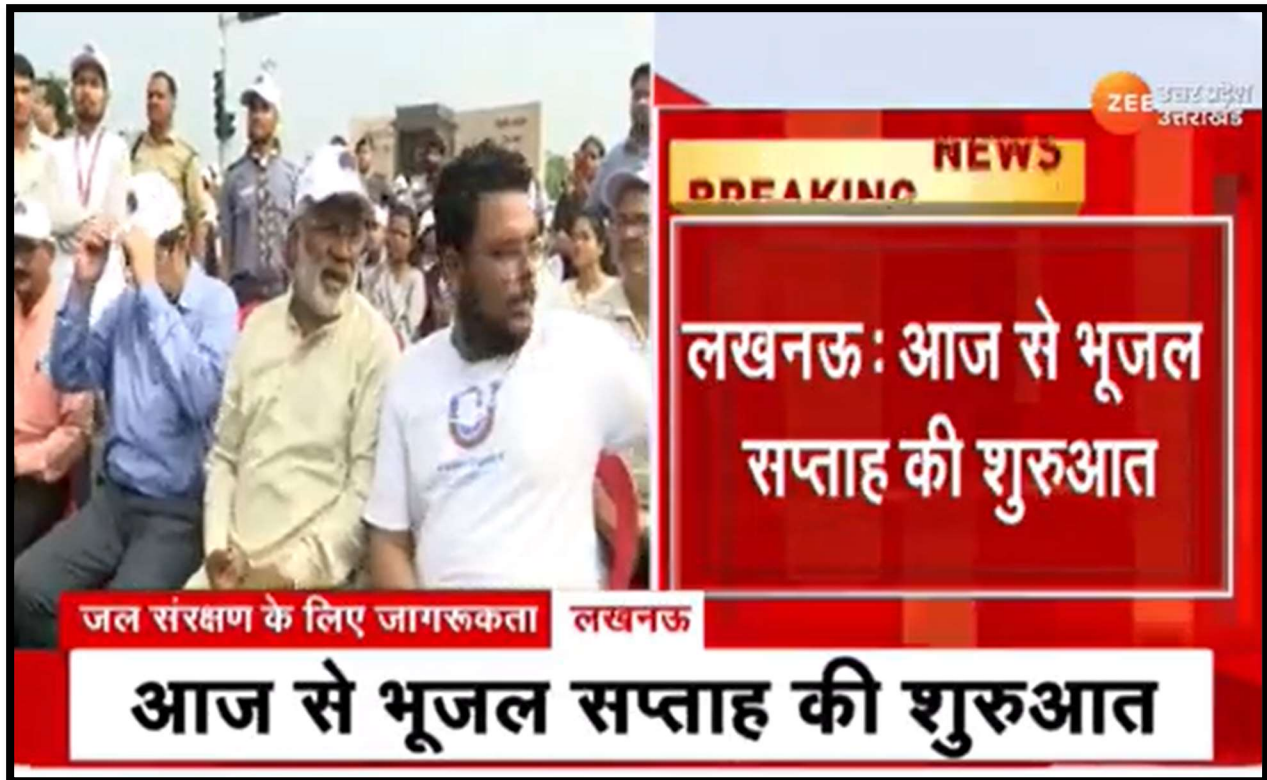 ZEE उत्तर प्रदेश
उत्तराखंड
NEWS
BREAKING
लखनऊ: आज से भूजल
सप्ताह की शुरुआत
जल संरक्षण के लिए जागरूकता लखनऊ
आज से भूजल सप्ताह की शुरुआत